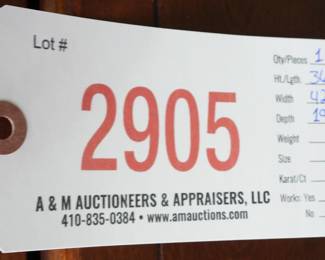 Lot #
2905
A & M AUCTIONEERS & APPRAISERS, LLC
410-835-0384 • www.amauctions.com
Qty/Pieces 1
Ht./Lgth
Width
Depth
Weight
Size
Karat/Ct
Works: Yes
No